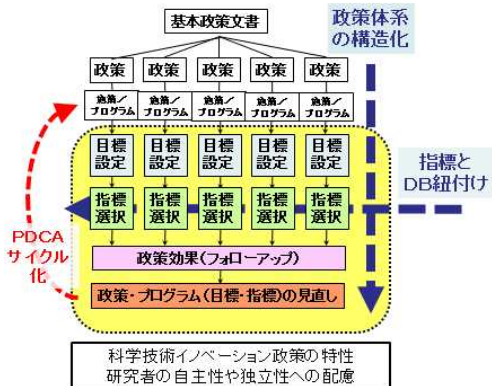 基本政策文書
政策体系
の構造化
政策 政策 政策 政策 政策
施策／ 施策／ 施策／ 施策／ 施策／
プログラム プログラム プログラム プログラム プログラム
目標 目標 目標 目標 目標
設定 設定 設定 設定 設定
指標と
DB紐付け
指標 指標 指標 指標 指標
選択 選択 選択 選択 選択
PDCA
サイクル
化
政策効果(フォローアップ)
政策・プログラム(目標・指標)の見直し
科学技術イノベーション政策の特性
研究者の自主性や独立性への配慮